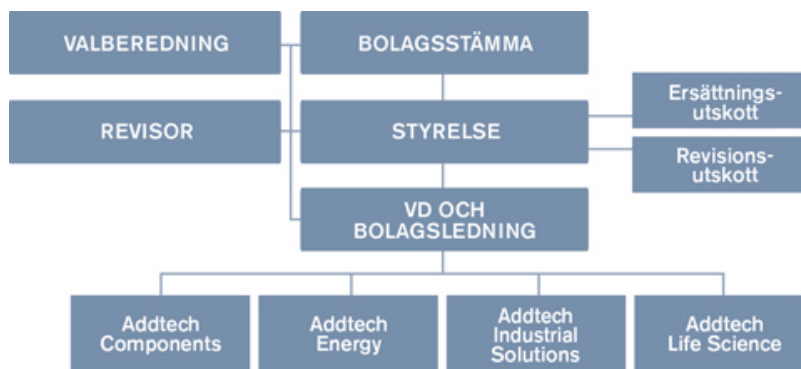 VALBEREDNING
BOLAGSSTÄMMA
Ersättnings-
utskott
REVISOR
STYRELSE
Revisions-
utskott
VD OCH
BOLAGSLEDNING
Addtech
Components
Addtech
Energy
Addtech
Industrial
Solutions
Addtech
Life Science